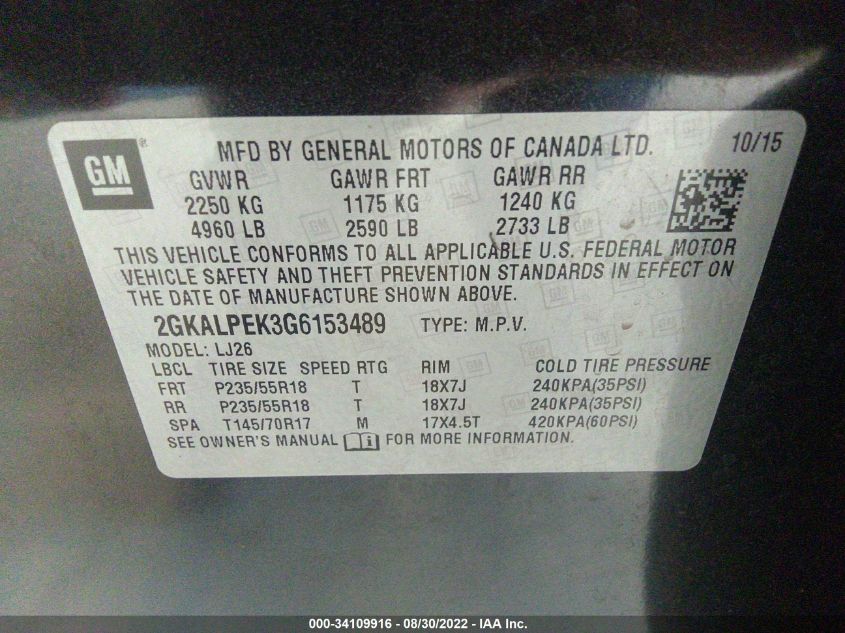 GM ®
MFD BY GENERAL MOTORS OF CANADA LTD. 10/15
GVWR GAWR FRT GAWR RR
2250 KG 1175 KG 1240 KG
4960 LB 2590 LB 2733 LB
THIS VEHICLE CONFORMS TO ALL APPLICABLE U.S. FEDERAL MOTOR
VEHICLE SAFETY AND THEFT PREVENTION STANDARDS IN EFFECT ON
THE DATE OF MANUFACTURE SHOWN ABOVE.
2GKALPEK3G6153489 TYPE: M.P.V.
MODEL: LJ26
LBCL TIRE SIZE SPEED RTG RIM COLD TIRE PRESSURE
FRT P235/55R18 T 18X7J 240KPA(35PSI)
RR P235/55R18 T 18X7J 240KPA(35PSI)
SPA T145/70R17 M 17X4.5T 420KPA(60PSI)
SEE OWNER'S MANUAL i FOR MORE INFORMATION.
000-34109916 - 08/30/2022 - IAA Inc.